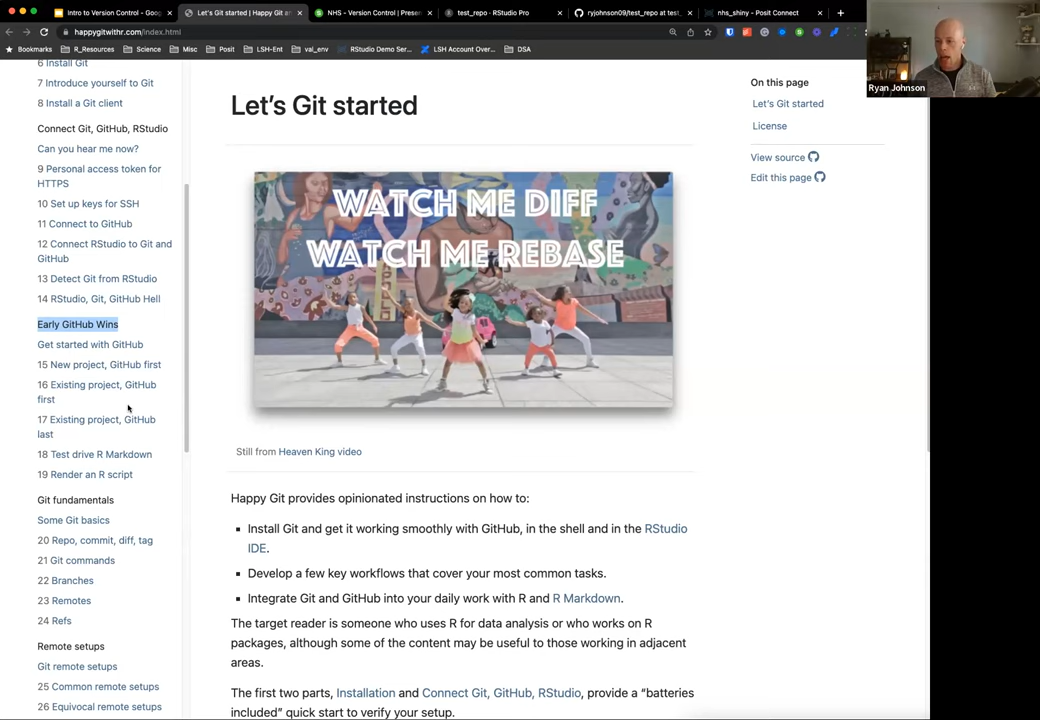 Intro to Version Control - Goog
Let's Git started | Happy Git a
NHS - Version Control | Presen
test_repo - RStudio Pro
ryjohnson09/test_repo at test_
nhs_shiny - Posit Connect
happygitwithr.com/index.html
Bookmarks
R_Resources
Science
Misc
Posit
LSH-Ent
val_env
RStudio Demo Ser...
LSH Account Over...
DSA
Ryan Johnson
6 Install Git
7 Introduce yourself to Git
8 Install a Git client
Connect Git, GitHub, RStudio
Can you hear me now?
9 Personal access token for
HTTPS
10 Set up keys for SSH
11 Connect to GitHub
12 Connect RStudio to Git and
GitHub
13 Detect Git from RStudio
14 RStudio, Git, GitHub Hell
Early GitHub Wins
Get started with GitHub
15 New project, GitHub first
16 Existing project, GitHub
first
17 Existing project, GitHub
last
18 Test drive R Markdown
19 Render an R script
Git fundamentals
Some Git basics
20 Repo, commit, diff, tag
21 Git commands
22 Branches
23 Remotes
24 Refs
Remote setups
Git remote setups
25 Common remote setups
26 Equivocal remote setups
Let's Git started
WATCH ME DIFF
WATCH ME REBASE
Still from Heaven King video
Happy Git provides opinionated instructions on how to:
Install Git and get it working smoothly with GitHub, in the shell and in the RStudio
IDE.
Develop a few key workflows that cover your most common tasks.
Integrate Git and GitHub into your daily work with R and R Markdown.
The target reader is someone who uses R for data analysis or who works on R
packages, although some of the content may be useful to those working in adjacent
areas.
The first two parts, Installation and Connect Git, GitHub, RStudio, provide a "batteries
included" quick start to verify your setup.
On this page
Let's Git started
License
View source
Edit this page